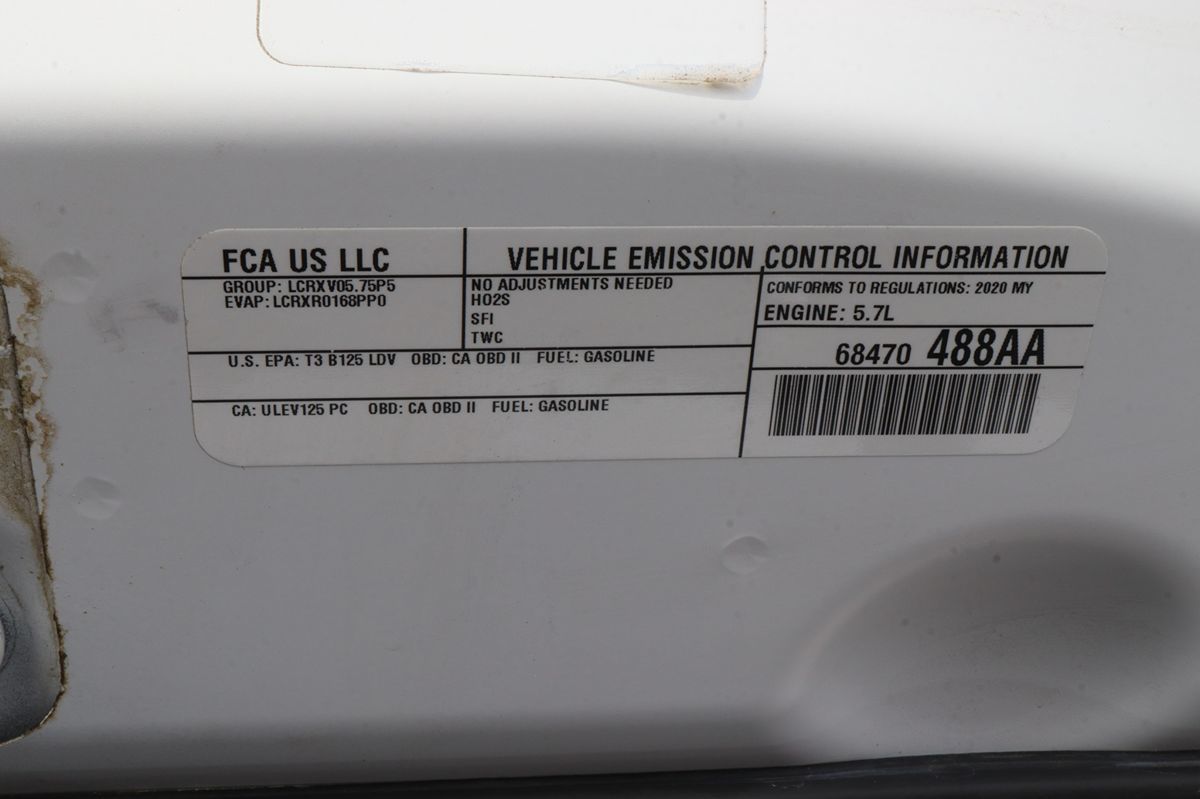 FCA US LLC
VEHICLE EMISSION CONTROL INFORMATION
GROUP: LCRXV05.75P5
EVAP: LCRXR0168PP0
NO ADJUSTMENTS NEEDED
HO2S
SFI
TWC
CONFORMS TO REGULATIONS: 2020 MY
ENGINE: 5.7L
68470 488AA
U.S. EPA: T3 B125 LDV OBD: CA OBD II FUEL: GASOLINE
CA: ULEV125 PC OBD: CA OBD II FUEL: GASOLINE